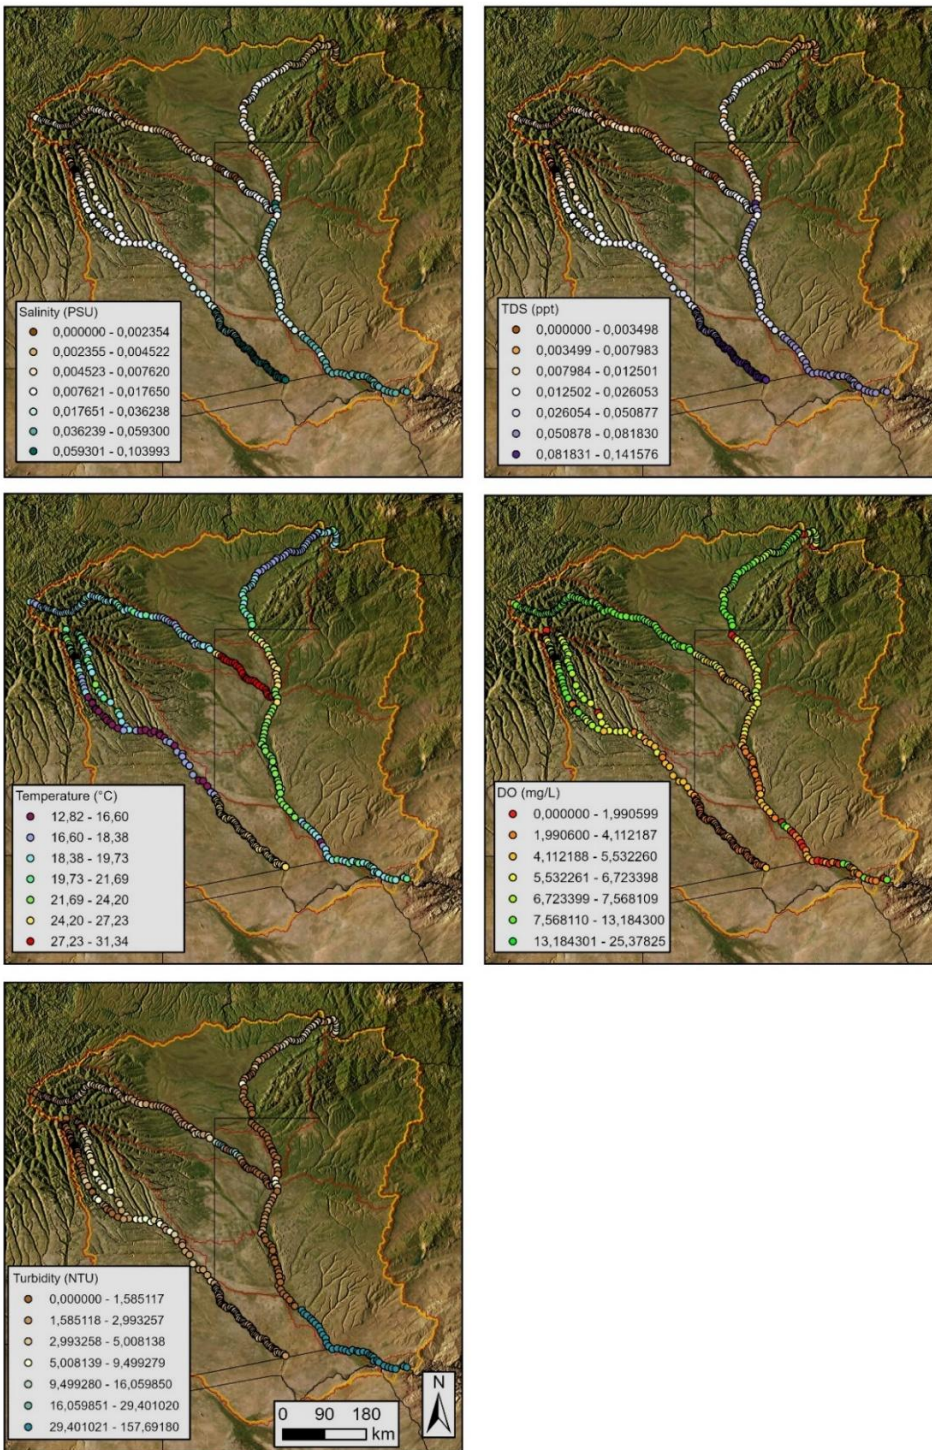 Salinity (PSU)
0,000000 - 0,002354
0,002355 - 0,004522
0,004523 - 0,007620
0,007621 - 0,017650
0,017651 - 0,036238
0,036239 - 0,059300
0,059301 - 0,103993
TDS (ppt)
0,000000 - 0,003498
0,003499 - 0,007983
0,007984 - 0,012501
0,012502 - 0,026053
0,026054 - 0,050877
0,050878 - 0,081830
0,081831 - 0,141576
Temperature (°C)
12,82 - 16,60
16,60 - 18,38
18,38 - 19,73
19,73 - 21,69
21,69 - 24,20
24,20 - 27,23
27,23 - 31,34
DO (mg/L)
0,000000 - 1,990599
1,990600 - 4,112187
4,112188 - 5,532260
5,532261 - 6,723398
6,723399 - 7,568109
7,568110 - 13,184300
13,184301 - 25,37825
Turbidity (NTU)
0,000000 - 1,585117
1,585118 - 2,993257
2,993258 - 5,008138
5,008139 - 9,499279
9,499280 - 16,059850
16,059851 - 29,401020
29,401021 - 157,69180
0 90 180
km
N